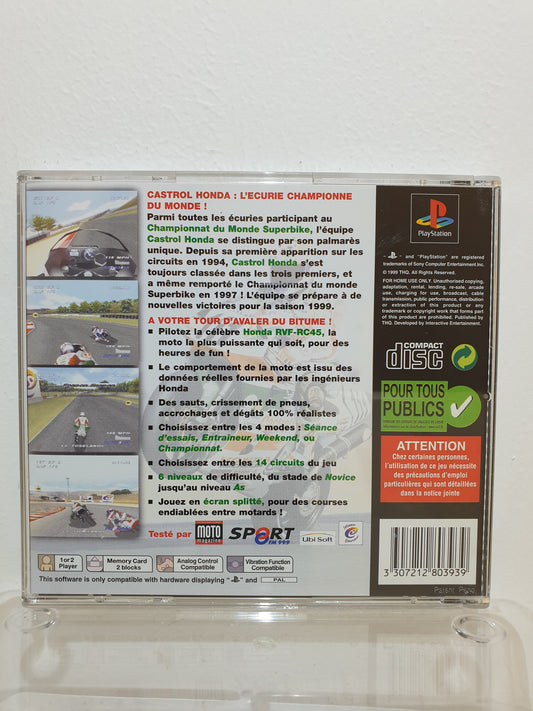 CASTROL HONDA : L'ECURIE CHAMPIONNE
DU MONDE !
Parmi toutes les écuries participant au
Championnat du Monde Superbike, l'équipe
Castrol Honda se distingue par son palmarès
unique. Depuis sa première apparition sur les
circuits en 1994, Castrol Honda s'est
toujours classée dans les trois premiers, et
a même remporté le Championnat du monde
Superbike en 1997 ! L'équipe se prépare à de
nouvelles victoires pour la saison 1999.
A VOTRE TOUR D'AVALER DU BITUME !
Pilotez la célèbre Honda RVF-RC45, la
moto la plus puissante qui soit, pour des
heures de fun !
Le comportement de la moto est issu des
données réelles fournies par les ingénieurs
Honda
Des sauts, crissement de pneus,
accrochages et dégâts 100% réalistes
Choisissez entre les 4 modes : Séance
d'essais, Entraineur, Weekend, ou
Championnat.
Choisissez entre les 14 circuits du jeu
6 niveaux de difficulté, du stade de Novice
jusqu'au niveau As
Jouez en écran splitté, pour des courses
endiablées entre motards !
Testé par
MOTO
magazine
SPORT
FM 99.9
Ubi Soft
1 or 2
Player
Memory Card
2 blocks
Analog Control
Compatible
Vibration Function
Compatible
This software is only compatible with hardware displaying " " and PAL
PlayStation
" " and "PlayStation" are registered
trademarks of Sony Computer Entertainment Inc.
© 1999 THQ. All Rights Reserved.
FOR HOME USE ONLY. Unauthorised copying,
adaptation, rental, lending, re-sale, arcade
use, charging for use, broadcast, cable
transmission, public performance, distribution
or extraction of this product or any
trademark or copyright work that forms part
of this product are prohibited. Published by
THQ. Developed by Interactive Entertainment.
COMPACT
disc
POUR TOUS
PUBLICS
ATTENTION
Chez certaines personnes,
l'utilisation de ce jeu nécessite
des précautions d'emploi
particulières qui sont détaillées
dans la notice jointe
3 307212 803939